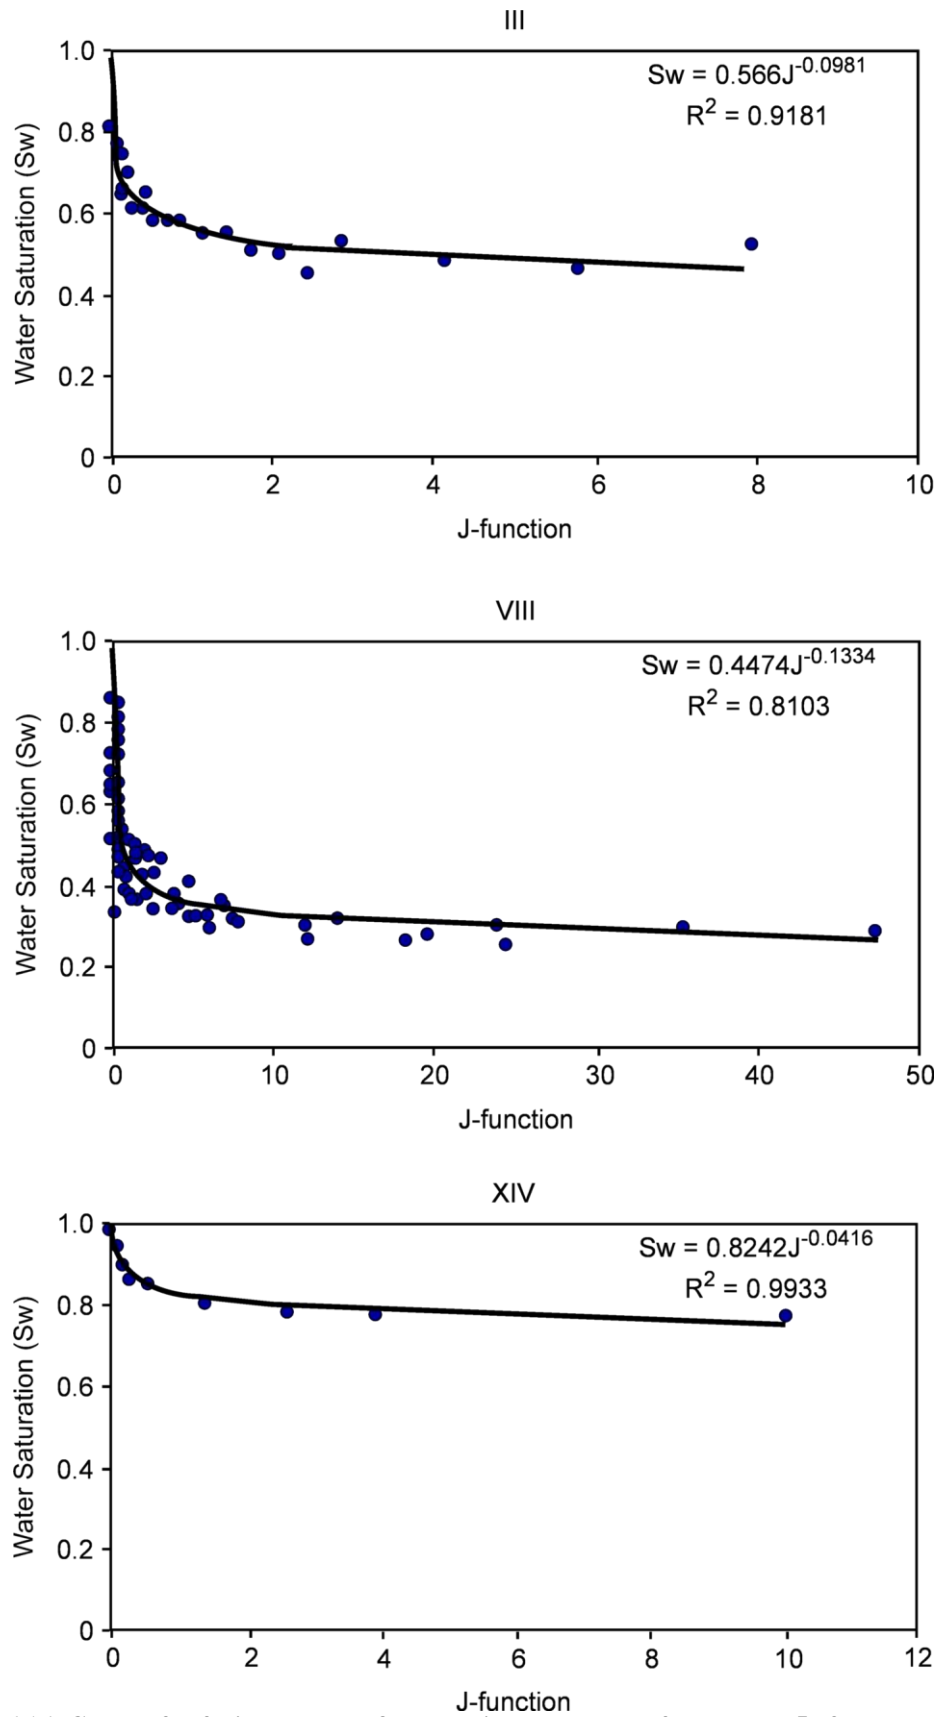 III
Sw = 0.566J-0.0981
R2 = 0.9181
Water Saturation (Sw)
1.0
0.8
0.6
0.4
0.2
0
0 2 4 6 8 10
J-function
VIII
Sw = 0.4474J-0.1334
R2 = 0.8103
Water Saturation (Sw)
1.0
0.8
0.6
0.4
0.2
0
0 10 20 30 40 50
J-function
XIV
Sw = 0.8242J-0.0416
R2 = 0.9933
Water Saturation (Sw)
1.0
0.8
0.6
0.4
0.2
0
0 2 4 6 8 10 12
J-function